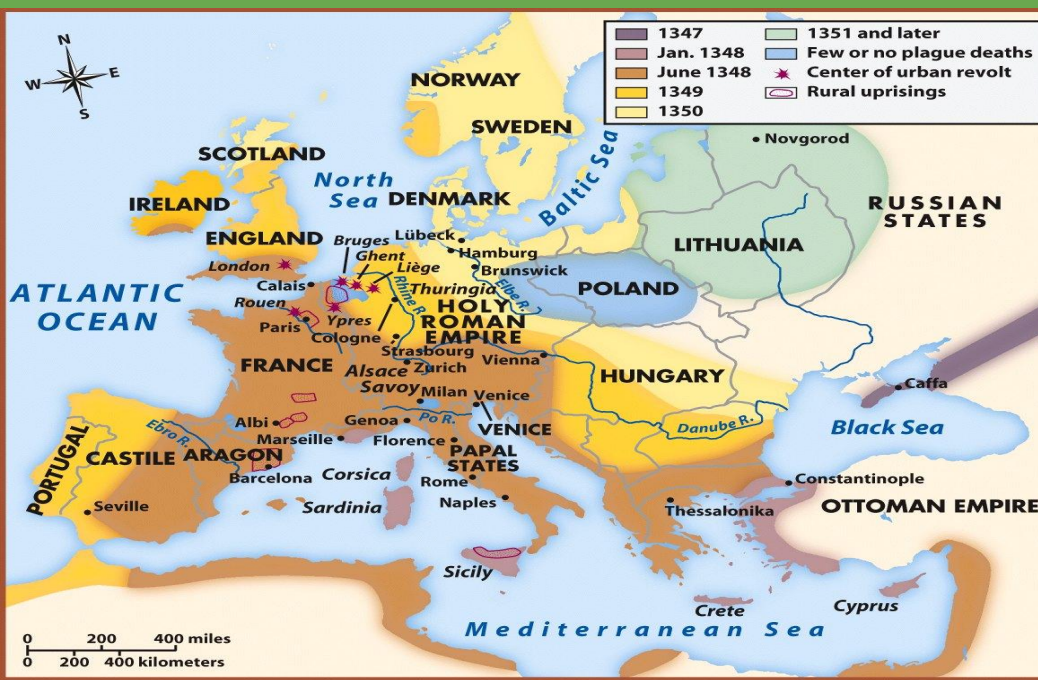 1347
Jan. 1348
June 1348
1349
1350
1351 and later
Few or no plague deaths
Center of urban revolt
Rural uprisings
N
W
E
S
NORWAY
SWEDEN
Novgorod
SCOTLAND
North
Sea
DENMARK
Baltic Sea
RUSSIAN
STATES
IRELAND
ENGLAND
Bruges
Lübeck
Ghent
Hamburg
LITHUANIA
London
Liège
Brunswick
Calais
Rhine R.
Thuringia
Elbe R.
POLAND
ATLANTIC
OCEAN
Rouen
HOLY
ROMAN
EMPIRE
Paris
Ypres
Cologne
Strasbourg
Vienna
FRANCE
Alsace
Zurich
HUNGARY
Savoy
Milan
Venice
Caffa
Albi
Genoa
Po R.
VENICE
Danube R.
Black Sea
Ebro R.
Marseille
Florence
PORTUGAL
CASTILE
ARAGON
PAPAL
STATES
Barcelona
Corsica
Rome
Constantinople
Seville
Sardinia
Naples
Thessalonika
OTTOMAN EMPIRE
Sicily
Crete
Cyprus
Mediterranean Sea
0 200 400 miles
0 200 400 kilometers